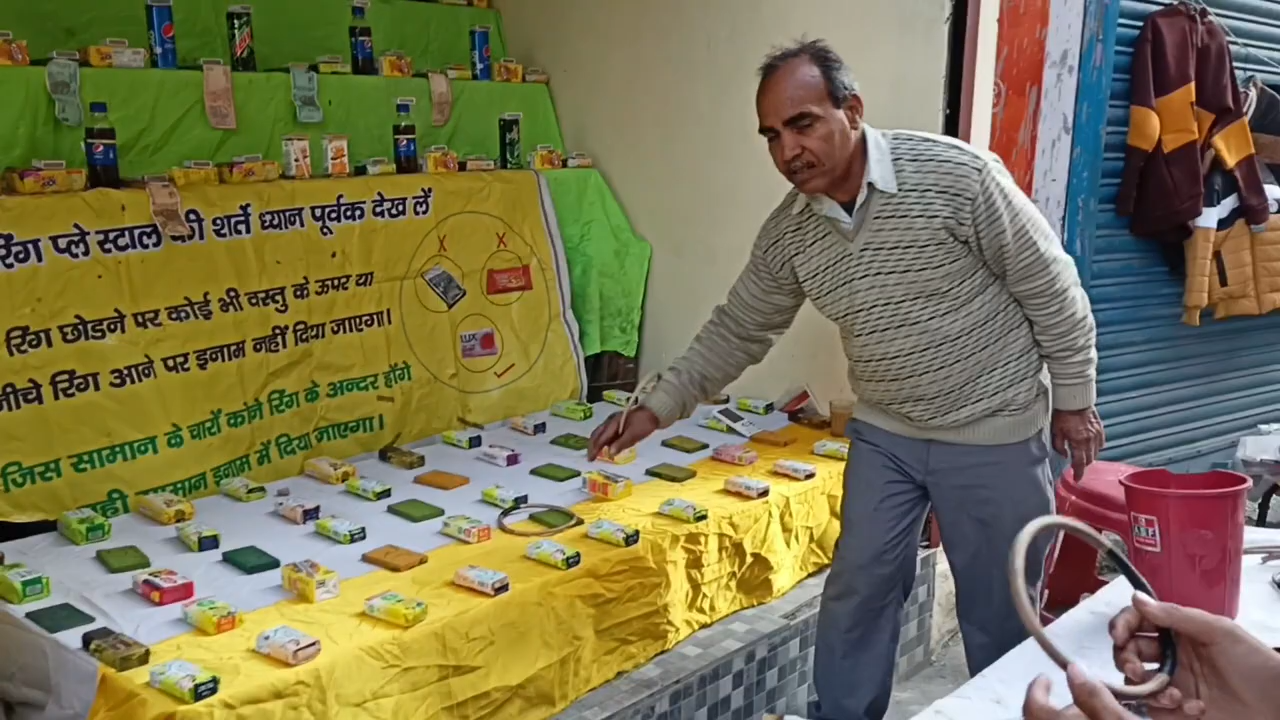 रिंग प्ले स्टाल की शर्ते ध्यान पूर्वक देख लें
रिंग छोडने पर कोई भी वस्तु के ऊपर या
नीचे रिंग आने पर इनाम नहीं दिया जाएगा।
जिस सामान के चारों कोने रिंग के अन्दर होंगे
वही सामान इनाम में दिया जाएगा।
X X
LUX